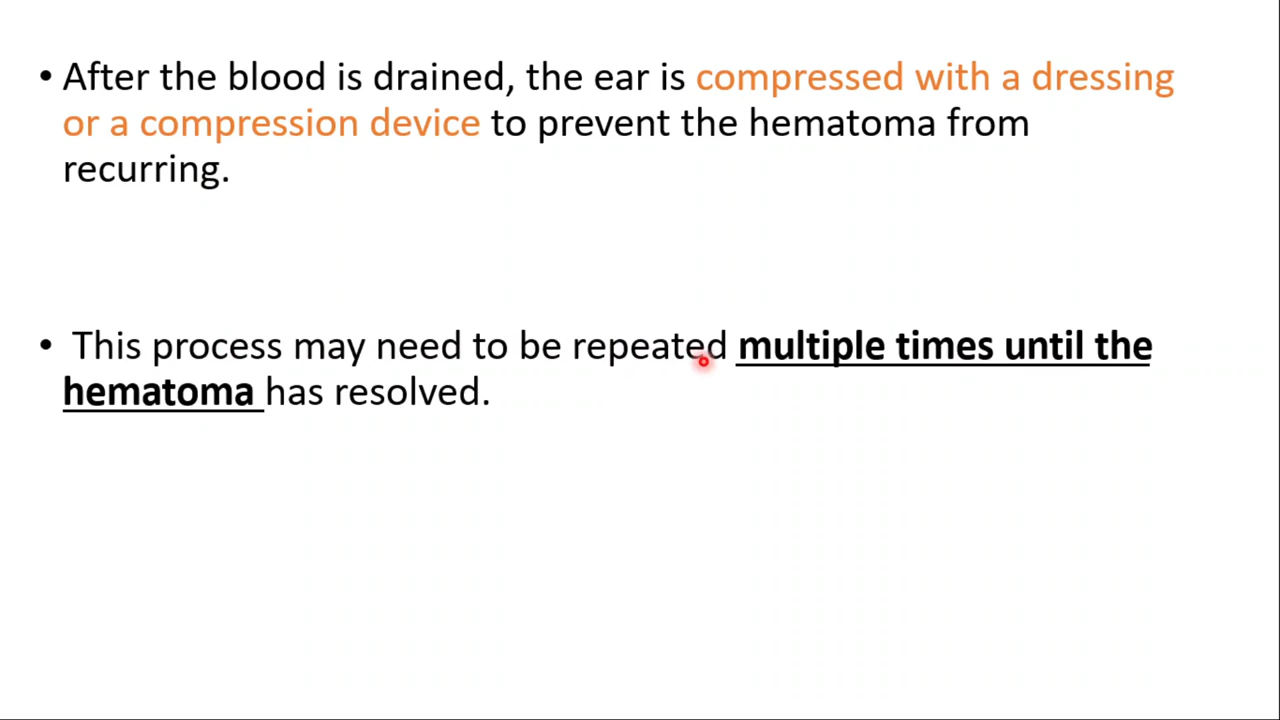 • After the blood is drained, the ear is compressed with a dressing
or a compression device to prevent the hematoma from
recurring.
• This process may need to be repeated multiple times until the
hematoma has resolved.